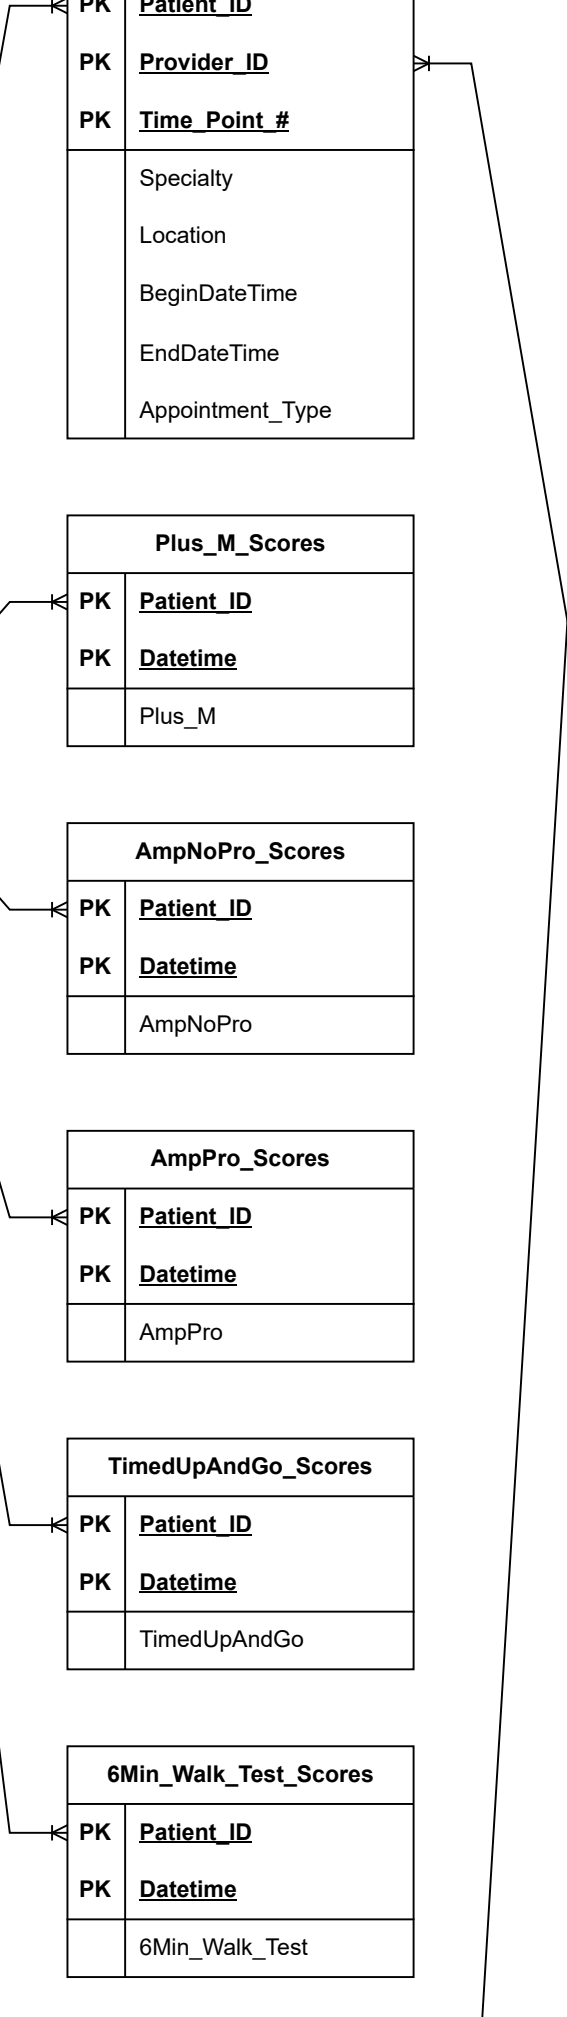 PK Patient_ID
PK Provider_ID
PK Time_Point_#
Specialty
Location
BeginDateTime
EndDateTime
Appointment_Type
Plus_M_Scores
PK Patient_ID
PK Datetime
Plus_M
AmpNoPro_Scores
PK Patient_ID
PK Datetime
AmpNoPro
AmpPro_Scores
PK Patient_ID
PK Datetime
AmpPro
TimedUpAndGo_Scores
PK Patient_ID
PK Datetime
TimedUpAndGo
6Min_Walk_Test_Scores
PK Patient_ID
PK Datetime
6Min_Walk_Test